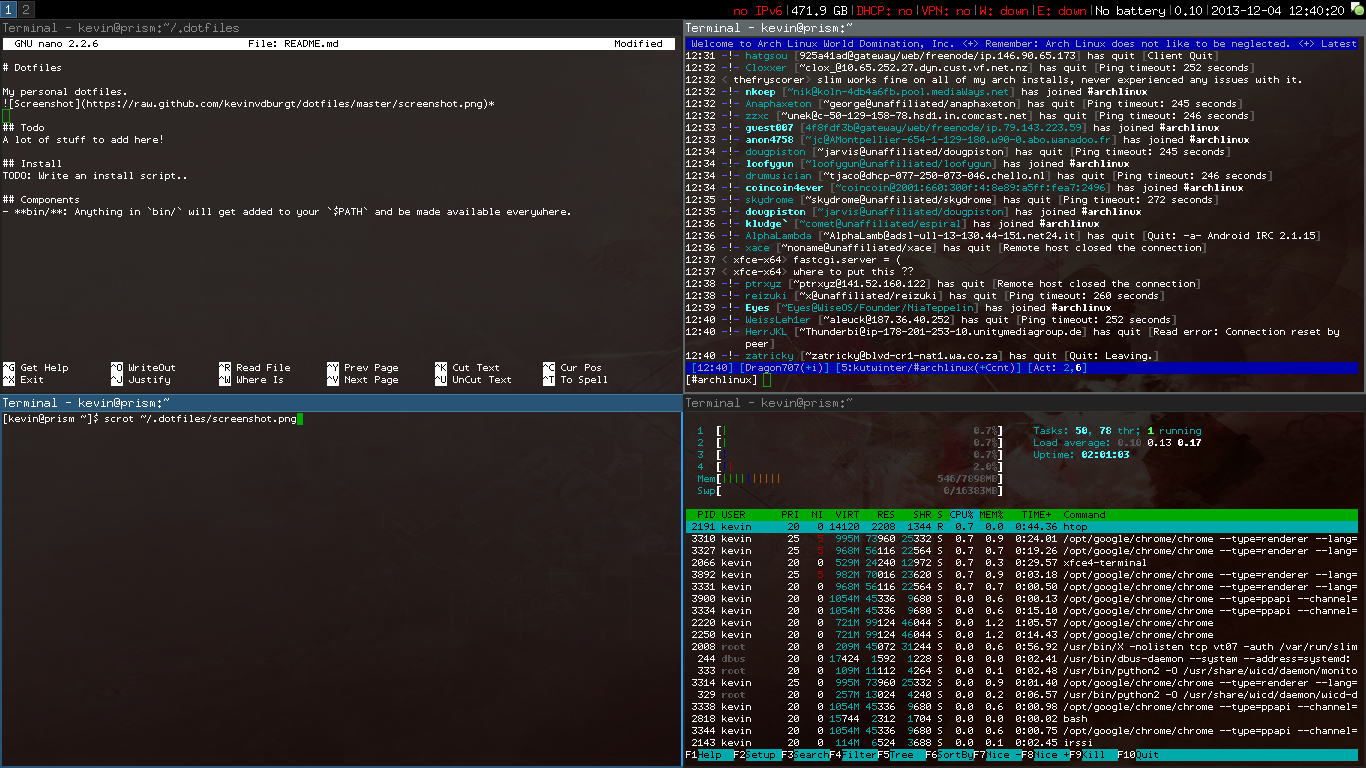 1 2 no IPv6|471.9 GB|DHCP: no|VPN: no|W: down|E: down|No battery|0.10|2013-12-04 12:40:20
Terminal - kevin@prism:~/.dotfiles
GNU nano 2.2.6 File: README.md Modified
# Dotfiles
My personal dotfiles.
![Screenshot](https://raw.github.com/kevinvdburgt/dotfiles/master/screenshot.png)*
## Todo
A lot of stuff to add here!
## Install
TODO: Write an install script..
## Components
- **bin/**: Anything in `bin/` will get added to your `$PATH` and be made available everywhere.
^G Get Help ^O WriteOut ^R Read File ^Y Prev Page ^K Cut Text ^C Cur Pos
^X Exit ^J Justify ^W Where Is ^V Next Page ^U UnCut Text ^T To Spell
Terminal - kevin@prism:~
Welcome to Arch Linux World Domination, Inc. <+> Remember: Arch Linux does not like to be neglected. <+> Latest
12:31 -!- hatgsou [925a41ad@gateway/web/freenode/ip.146.90.65.173] has quit [Client Quit]
12:32 -!- Cloxxer [~clox_@10.65.252.27.dyn.cust.vf.net.nz] has quit [Ping timeout: 252 seconds]
12:32 < thefryscorer> slim works fine on all of my arch installs, never experienced any issues with it.
12:32 -!- nkoep [~nik@koln-4db4a6fb.pool.mediaWays.net] has joined #archlinux
12:32 -!- Anaphaxeton [~george@unaffiliated/anaphaxeton] has quit [Ping timeout: 245 seconds]
12:32 -!- zzxc [~unek@c-50-129-158-78.hsd1.in.comcast.net] has quit [Ping timeout: 246 seconds]
12:33 -!- guest007 [4f8fdf3b@gateway/web/freenode/ip.79.143.223.59] has joined #archlinux
12:33 -!- anon4758 [~jc@AMontpellier-654-1-129-180.w90-0.abo.wanadoo.fr] has joined #archlinux
12:34 -!- dougpiston [~jarvis@unaffiliated/dougpiston] has quit [Ping timeout: 245 seconds]
12:34 -!- loofygun [~loofygun@unaffiliated/loofygun] has joined #archlinux
12:34 -!- drumusician [~tjaco@dhcp-077-250-073-046.chello.nl] has quit [Ping timeout: 246 seconds]
12:34 -!- coincoin4ever [~coincoin@2001:660:300f:4:8e89:a5ff:fea7:2496] has joined #archlinux
12:35 -!- skydrome [~skydrome@unaffiliated/skydrome] has quit [Ping timeout: 272 seconds]
12:35 -!- dougpiston [~jarvis@unaffiliated/dougpiston] has joined #archlinux
12:36 -!- kludge` [~comet@unaffiliated/espiral] has joined #archlinux
12:36 -!- AlphaLambda [~AlphaLamb@adsl-ull-13-130.44-151.net24.it] has quit [Quit: -a- Android IRC 2.1.15]
12:36 -!- xace [~noname@unaffiliated/xace] has quit [Remote host closed the connection]
12:37 < xfce-x64> fastcgi.server = (
12:37 < xfce-x64> where to put this ??
12:38 -!- ptrxyz [~ptrxyz@141.52.160.122] has quit [Remote host closed the connection]
12:38 -!- reizuki [~x@unaffiliated/reizuki] has quit [Ping timeout: 260 seconds]
12:39 -!- Eyes [~Eyes@WiseOS/Founder/NiaTeppelin] has joined #archlinux
12:40 -!- WeissLeh1er [~aleuck@187.36.40.252] has quit [Ping timeout: 252 seconds]
12:40 -!- HerrJKL [~Thunderbi@ip-178-201-253-10.unitymediagroup.de] has quit [Read error: Connection reset by
peer]
12:40 -!- zatricky [~zatricky@blvd-cr1-nat1.wa.co.za] has quit [Quit: Leaving.]
[12:40] [Dragon707(+i)] [5:kutwinter/#archlinux(+Ccnt)] [Act: 2,6]
[#archlinux]
Terminal - kevin@prism:~
[kevin@prism ~]$ scrot ~/.dotfiles/screenshot.png
Terminal - kevin@prism:~
1 [| 0.7%] Tasks: 50, 78 thr; 1 running
2 [| 0.7%] Load average: 0.10 0.13 0.17
3 [| 0.7%] Uptime: 02:01:03
4 [|| 2.0%]
Mem[||||||||||| 546/7898MB]
Swp[ 0/16383MB]
PID USER PRI NI VIRT RES SHR S CPU% MEM% TIME+ Command
2191 kevin 20 0 14120 2208 1344 R 0.7 0.0 0:44.36 htop
3310 kevin 25 5 995M 73960 25332 S 0.7 0.9 0:24.01 /opt/google/chrome/chrome --type=renderer --lang=
3327 kevin 25 5 968M 56116 22564 S 0.7 0.7 0:19.26 /opt/google/chrome/chrome --type=renderer --lang=
2066 kevin 20 0 529M 24240 12972 S 0.7 0.3 0:29.57 xfce4-terminal
3892 kevin 25 5 982M 70016 23620 S 0.7 0.9 0:03.18 /opt/google/chrome/chrome --type=renderer --lang=
3331 kevin 20 0 968M 56116 22564 S 0.7 0.7 0:00.50 /opt/google/chrome/chrome --type=renderer --lang=
3900 kevin 20 0 1054M 45336 9680 S 0.0 0.6 0:00.13 /opt/google/chrome/chrome --type=ppapi --channel=
3334 kevin 20 0 1054M 45336 9680 S 0.0 0.6 0:15.10 /opt/google/chrome/chrome --type=ppapi --channel=
2220 kevin 20 0 721M 99124 46044 S 0.0 1.2 1:05.57 /opt/google/chrome/chrome
2250 kevin 20 0 721M 99124 46044 S 0.0 1.2 0:14.43 /opt/google/chrome/chrome
2008 root 20 0 209M 45072 31244 S 0.0 0.6 0:56.92 /usr/bin/X -nolisten tcp vt07 -auth /var/run/slim
244 dbus 20 0 17424 1592 1228 S 0.0 0.0 0:02.41 /usr/bin/dbus-daemon --system --address=systemd:
333 root 20 0 109M 11112 4264 S 0.0 0.1 0:02.48 /usr/bin/python2 -O /usr/share/wicd/daemon/monito
3314 kevin 25 5 995M 73960 25332 S 0.0 0.9 0:01.40 /opt/google/chrome/chrome --type=renderer --lang=
329 root 20 0 257M 13024 4240 S 0.0 0.2 0:06.57 /usr/bin/python2 -O /usr/share/wicd/daemon/wicd-d
3338 kevin 20 0 1054M 45336 9680 S 0.0 0.6 0:00.98 /opt/google/chrome/chrome --type=ppapi --channel=
2818 kevin 20 0 15744 2312 1704 S 0.0 0.0 0:00.02 bash
3344 kevin 20 0 1054M 45336 9680 S 0.0 0.6 0:00.75 /opt/google/chrome/chrome --type=ppapi --channel=
2143 kevin 20 0 114M 6524 3688 S 0.0 0.1 0:02.45 irssi
F1Help F2Setup F3SearchF4FilterF5Tree F6SortByF7Nice -F8Nice +F9Kill F10Quit